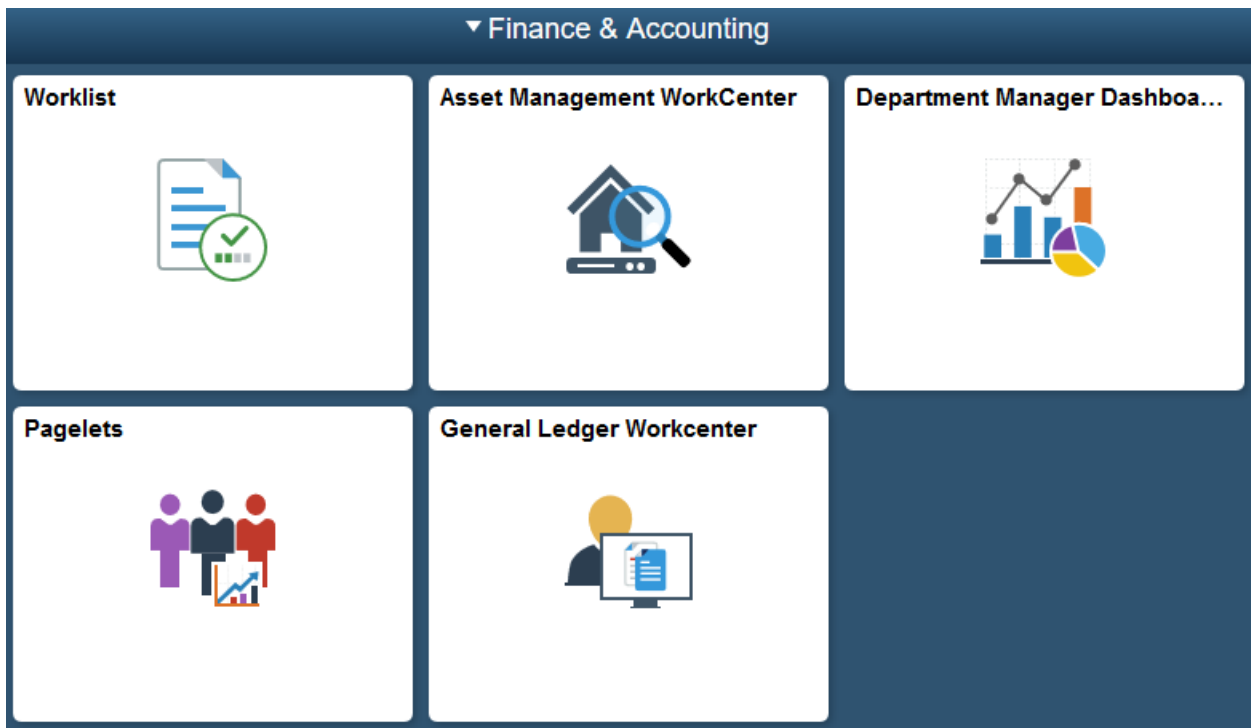 Finance & Accounting
Worklist
Asset Management WorkCenter
Department Manager Dashboa...
Pagelets
General Ledger Workcenter